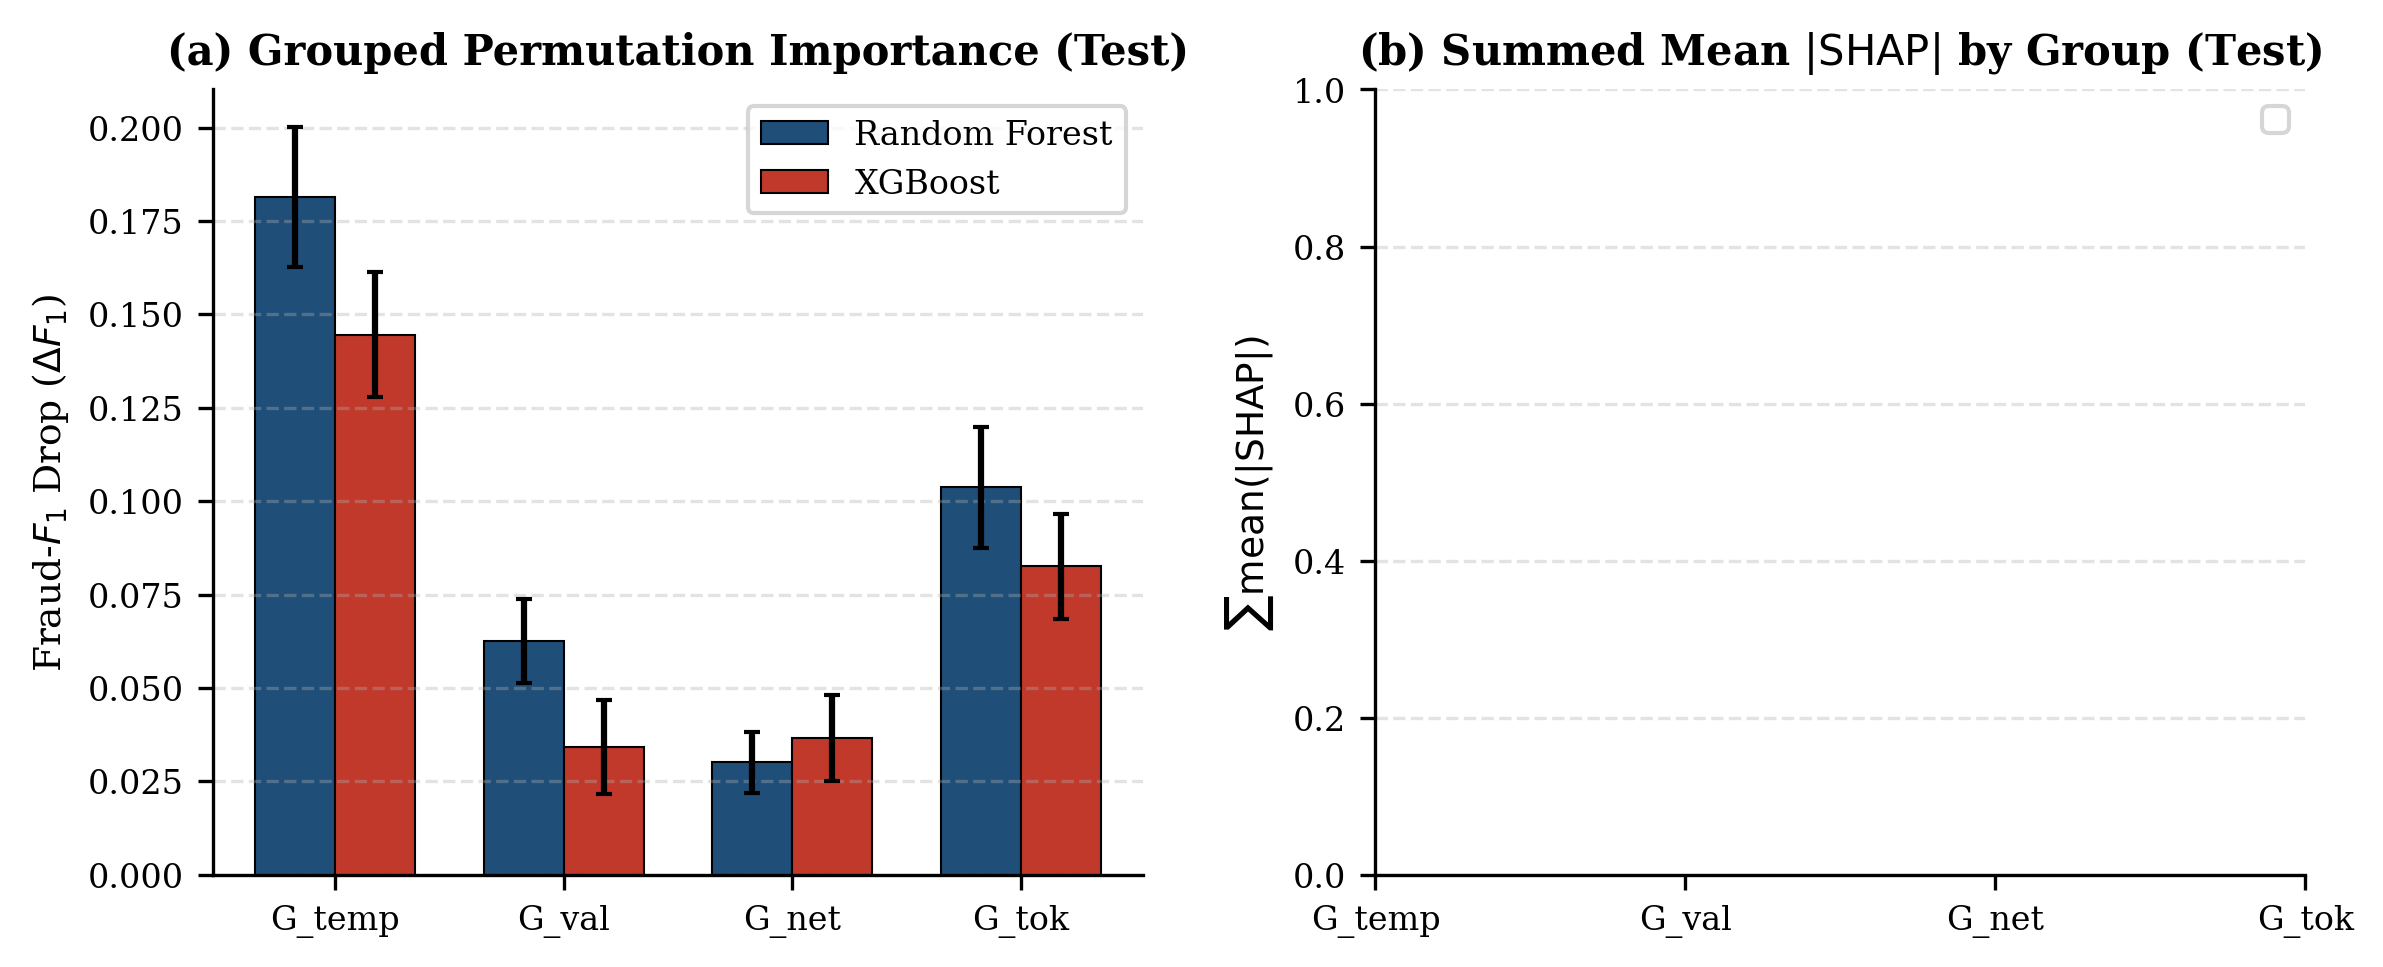 (a) Grouped Permutation Importance (Test)
Fraud-F₁ Drop (ΔF₁)
0.200
0.175
0.150
0.125
0.100
0.075
0.050
0.025
0.000
Random Forest
XGBoost
G_temp G_val G_net G_tok
(b) Summed Mean |SHAP| by Group (Test)
∑mean(|SHAP|)
1.0
0.8
0.6
0.4
0.2
0.0
G_temp G_val G_net G_tok